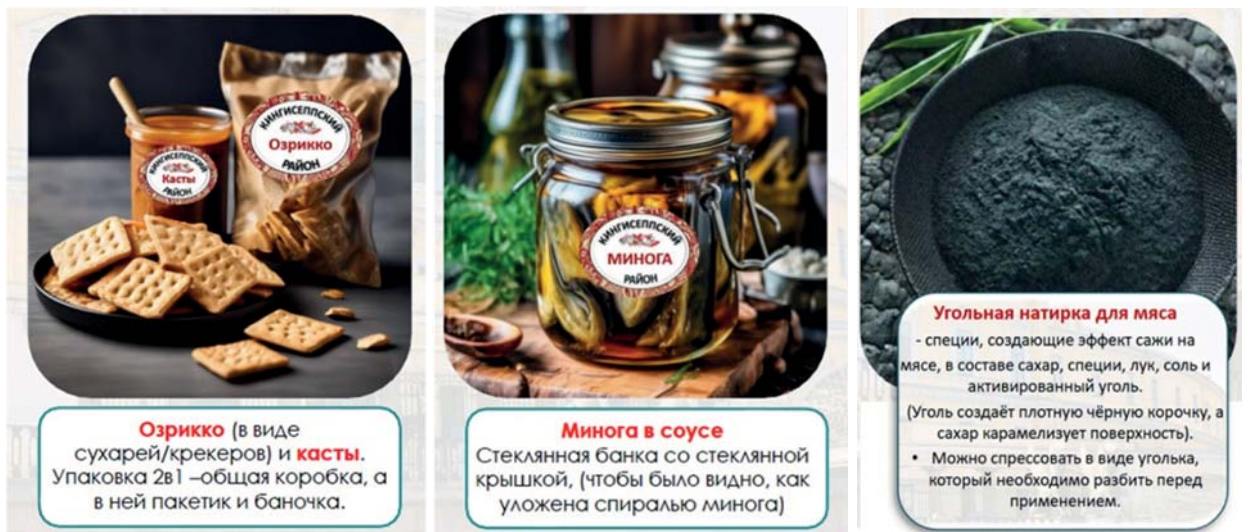 КИНГИСЕППСКИЙ
Озрикко
РАЙОН
КИНГИСЕППСКИЙ
Касты
РАЙОН
Озрикко (в виде
сухарей/крекеров) и касты.
Упаковка 2в1 –общая коробка, а
в ней пакетик и баночка.
КИНГИСЕППСКИЙ
МИНОГА
РАЙОН
Минога в соусе
Стеклянная банка со стеклянной
крышкой, (чтобы было видно, как
уложена спиралью минога)
Угольная натирка для мяса
- специи, создающие эффект сажи на
мясе, в составе сахар, специи, лук, соль и
активированный уголь.
(Уголь создаёт плотную чёрную корочку, а
сахар карамелизует поверхность).
• Можно спрессовать в виде уголька,
который необходимо разбить перед
применением.